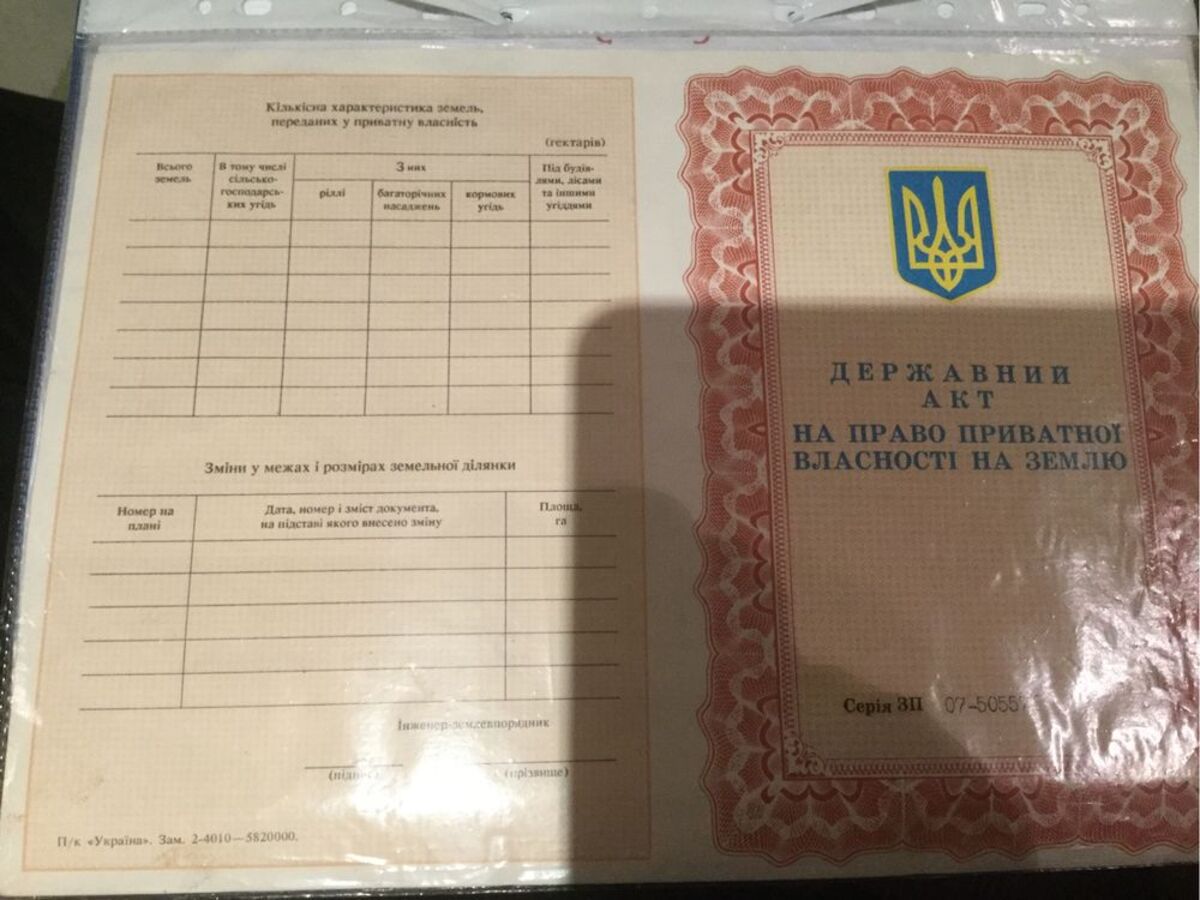 Кількісна характеристика земель,
переданих у приватну власність
(гектарів)
Всього
земель
В тому числі
сільсько-
господарсь-
ких угідь
З них
ріллі
багаторічних
насаджень
кормових
угідь
Під будів-
лями, лісами
та іншими
угіддями
Зміни у межах і розмірах земельної ділянки
Номер на
плані
Дата, номер і зміст документа,
на підставі якого внесено зміну
Площа,
га
Інженер-землевпорядник
(підпис)
(прізвище)
П/к «Україна». Зам. 2-4010—5820000.
ДЕРЖАВНИЙ
АКТ
НА ПРАВО ПРИВАТНОЇ
ВЛАСНОСТІ НА ЗЕМЛЮ
Серія ЗП